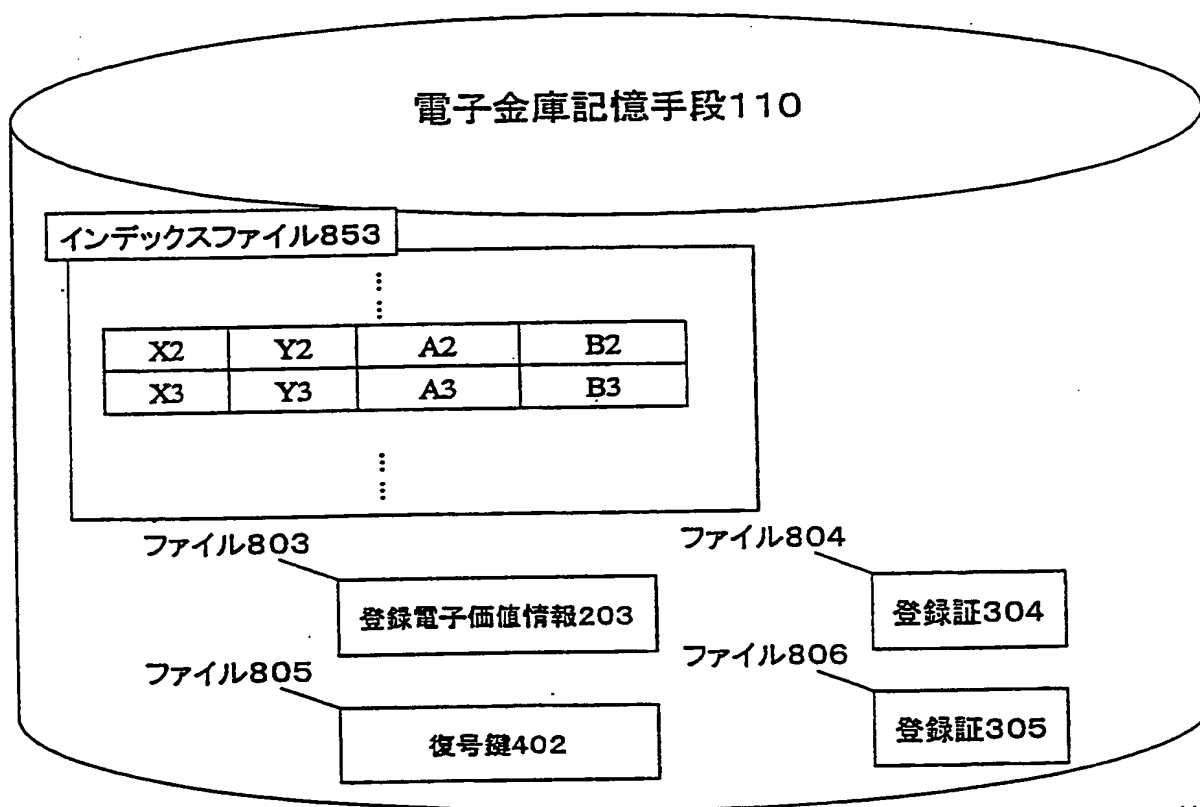 電子金庫記憶手段110
インデックスファイル853
X2 Y2 A2 B2
X3 Y3 A3 B3
ファイル803
登録電子価値情報203
ファイル804
登録証304
ファイル805
復号鍵402
ファイル806
登録証305